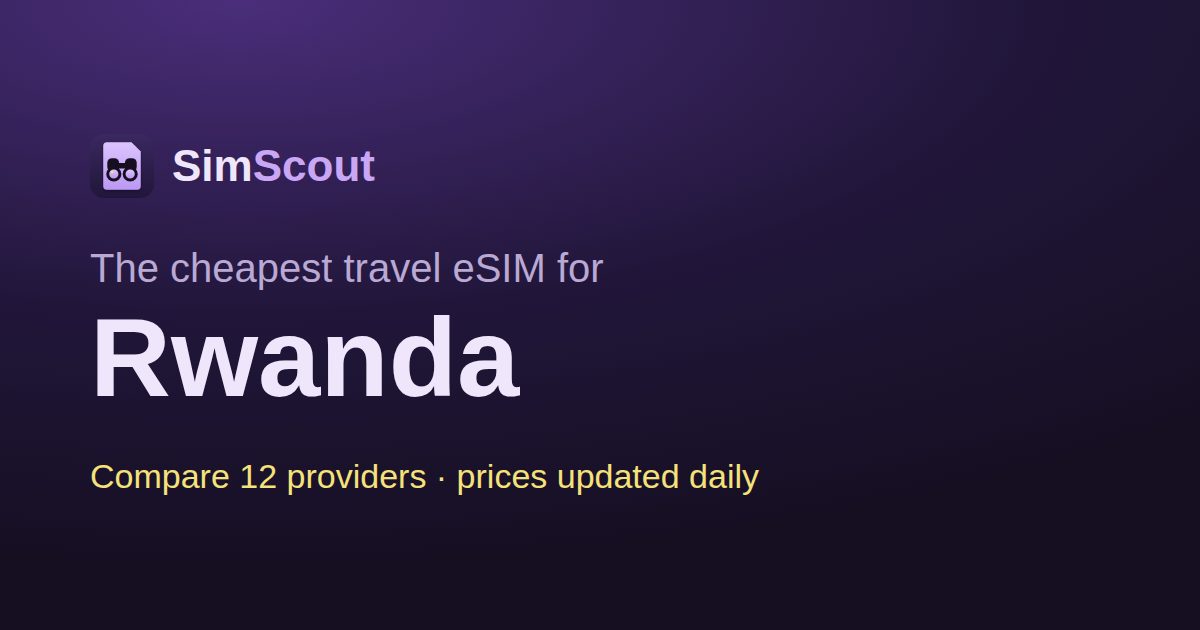 SimScout
The cheapest travel eSIM for
Rwanda
Compare 12 providers · prices updated daily